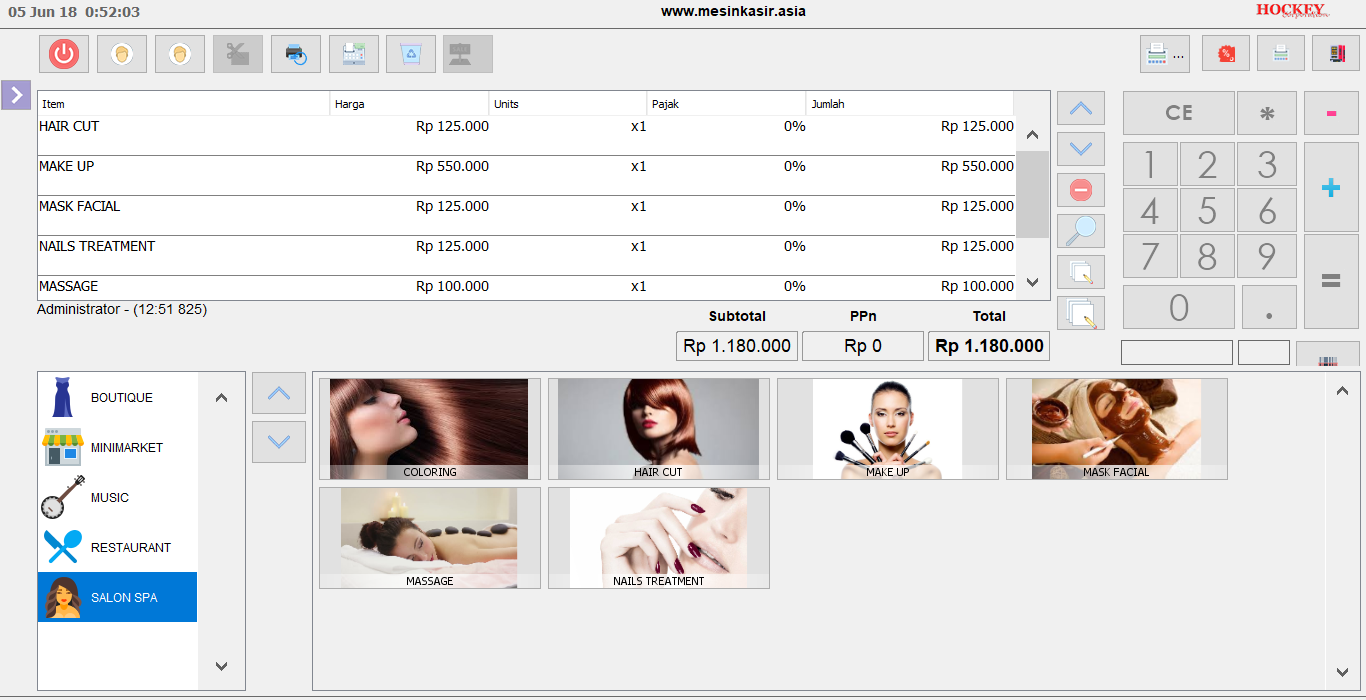 05 Jun 18 0:52:03
www.mesinkasir.asia
HOCKEY
...
Item Harga Units Pajak Jumlah
HAIR CUT Rp 125.000 x1 0% Rp 125.000
MAKE UP Rp 550.000 x1 0% Rp 550.000
MASK FACIAL Rp 125.000 x1 0% Rp 125.000
NAILS TREATMENT Rp 125.000 x1 0% Rp 125.000
MASSAGE Rp 100.000 x1 0% Rp 100.000
Administrator - (12:51 825)
Subtotal PPn Total
Rp 1.180.000 Rp 0 Rp 1.180.000
CE * -
1 2 3 +
4 5 6
7 8 9 =
0 .
BOUTIQUE
MINIMARKET
MUSIC
RESTAURANT
SALON SPA
COLORING HAIR CUT MAKE UP MASK FACIAL
MASSAGE NAILS TREATMENT